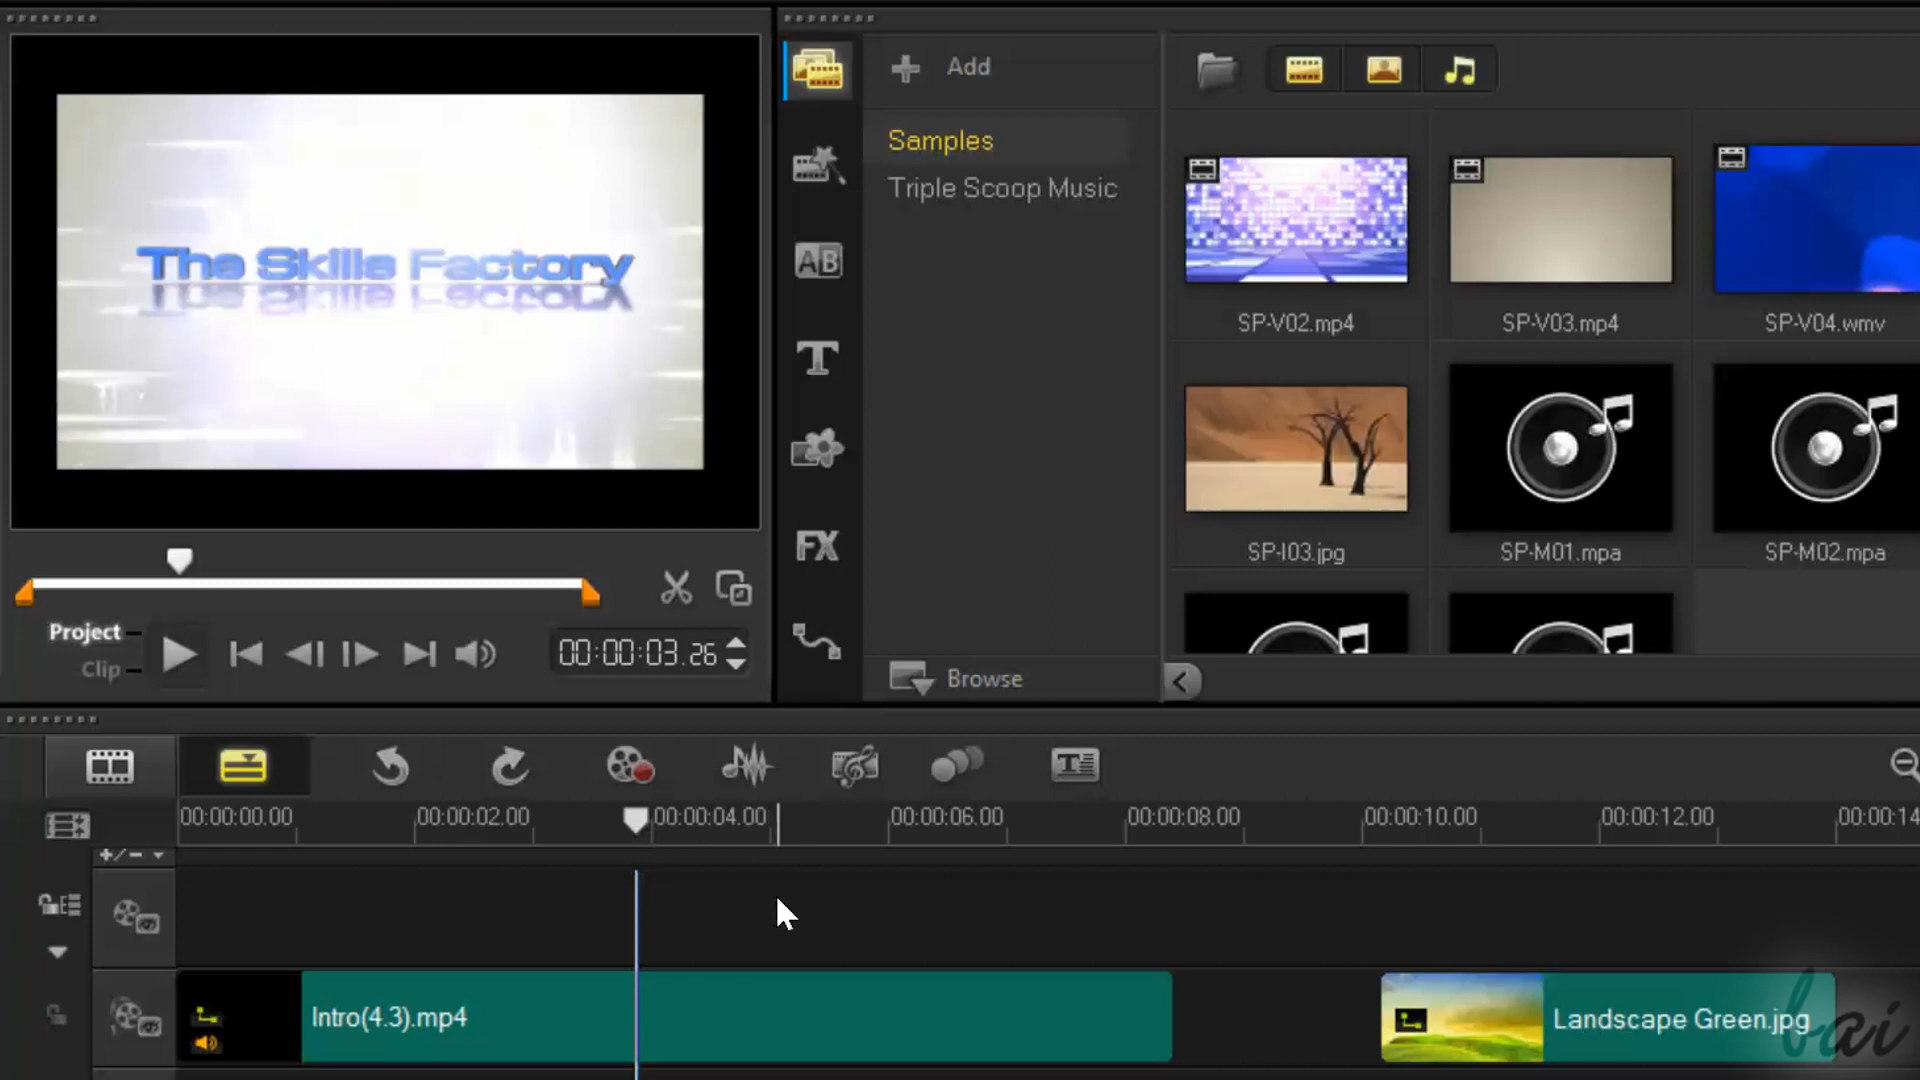 Add
Samples
Triple Scoop Music
The Skills Factory
SP-V02.mp4
SP-V03.mp4
SP-V04.wmv
AB
T
SP-I03.jpg
SP-M01.mpa
SP-M02.mpa
FX
Project
Clip
00:00:03.26
Browse
T
00:00:00.00
00:00:02.00
00:00:04.00
00:00:06.00
00:00:08.00
00:00:10.00
00:00:12.00
00:00:14
+/-
Intro(4.3).mp4
Landscape Green.jpg
bai